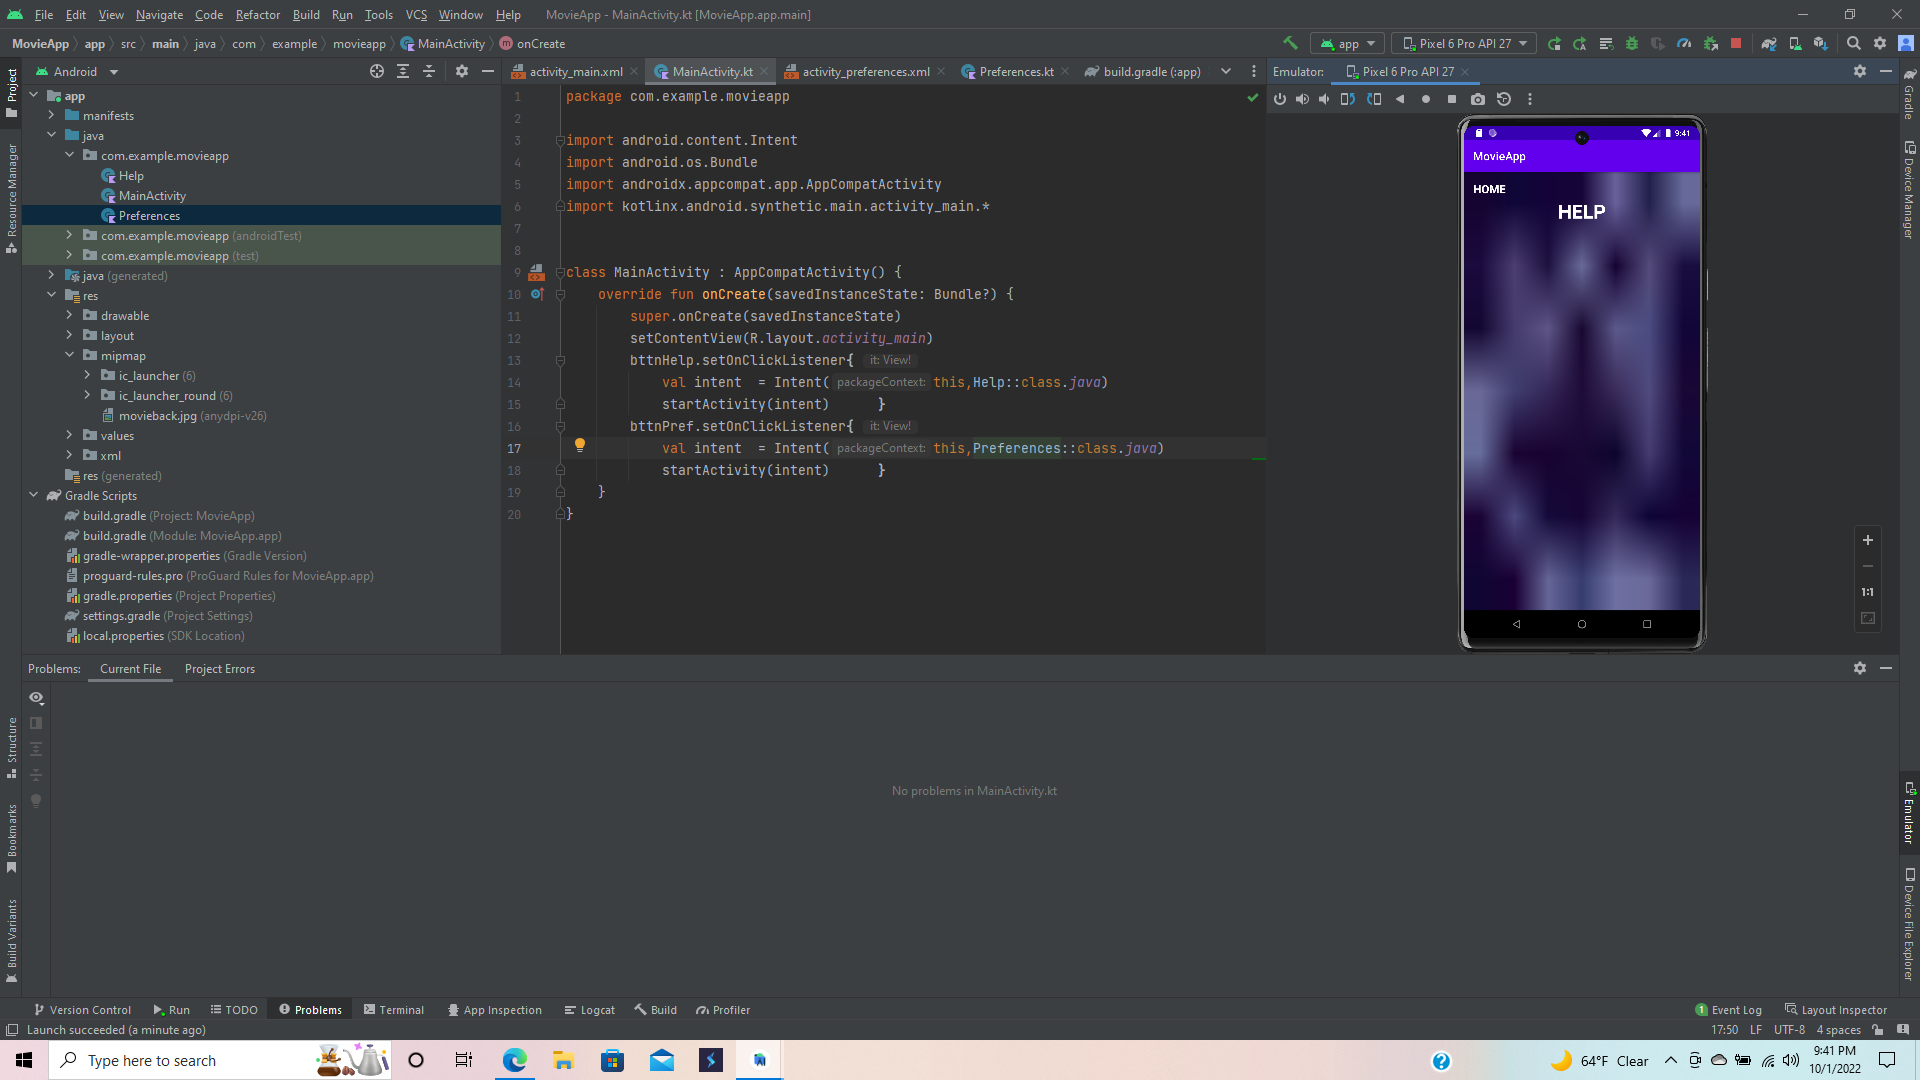 File Edit View Navigate Code Refactor Build Run Tools VCS Window Help MovieApp - MainActivity.kt [MovieApp.app.main]
MovieApp app src main java com example movieapp MainActivity onCreate app Pixel 6 Pro API 27
Project
Resource Manager
Structure
Bookmarks
Build Variants
Android
app
manifests
java
com.example.movieapp
Help
MainActivity
Preferences
com.example.movieapp (androidTest)
com.example.movieapp (test)
java (generated)
res
drawable
layout
mipmap
ic_launcher (6)
ic_launcher_round (6)
movieback.jpg (anydpi-v26)
values
xml
res (generated)
Gradle Scripts
build.gradle (Project: MovieApp)
build.gradle (Module: MovieApp.app)
gradle-wrapper.properties (Gradle Version)
proguard-rules.pro (ProGuard Rules for MovieApp.app)
gradle.properties (Project Properties)
settings.gradle (Project Settings)
local.properties (SDK Location)
activity_main.xml MainActivity.kt activity_preferences.xml Preferences.kt build.gradle (:app)
1 package com.example.movieapp
2
3 import android.content.Intent
4 import android.os.Bundle
5 import androidx.appcompat.app.AppCompatActivity
6 import kotlinx.android.synthetic.main.activity_main.*
7
8
9 class MainActivity : AppCompatActivity() {
10 override fun onCreate(savedInstanceState: Bundle?) {
11 super.onCreate(savedInstanceState)
12 setContentView(R.layout.activity_main)
13 bttnHelp.setOnClickListener{ it: View!
14 val intent = Intent( packageContext: this,Help::class.java)
15 startActivity(intent) }
16 bttnPref.setOnClickListener{ it: View!
17 val intent = Intent( packageContext: this,Preferences::class.java)
18 startActivity(intent) }
19 }
20 }
Emulator: Pixel 6 Pro API 27
9:41
MovieApp
HOME
HELP
1:1
Gradle
Device Manager
Emulator
Device File Explorer
Problems: Current File Project Errors
No problems in MainActivity.kt
Version Control Run TODO Problems Terminal App Inspection Logcat Build Profiler 1 Event Log Layout Inspector
Launch succeeded (a minute ago) 17:50 LF UTF-8 4 spaces
Type here to search
64°F Clear
9:41 PM
10/1/2022